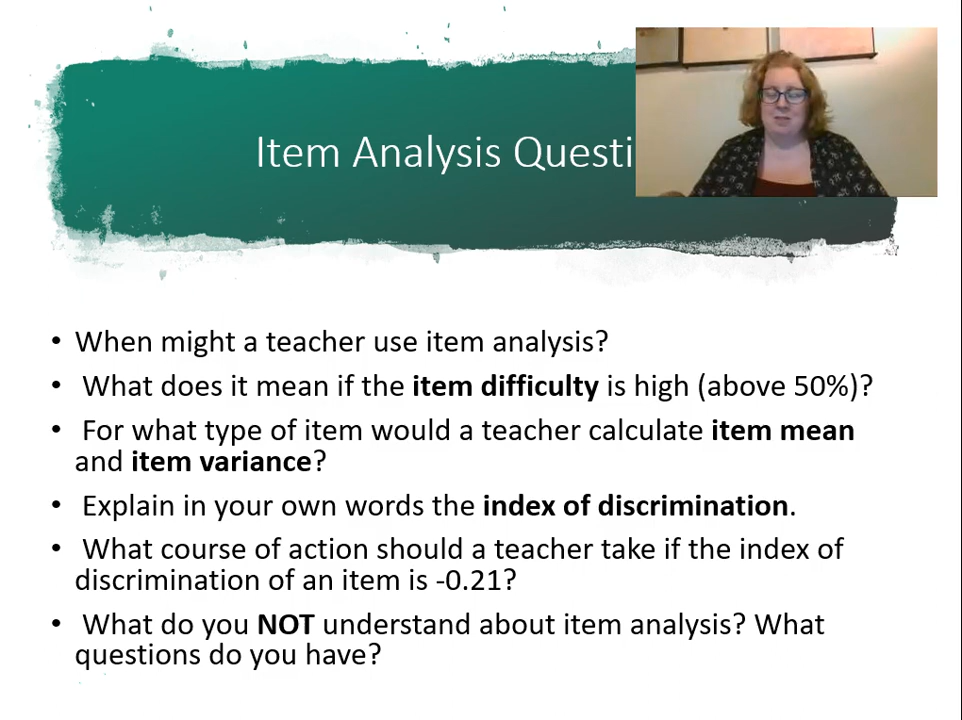 Item Analysis Questi
• When might a teacher use item analysis?
• What does it mean if the item difficulty is high (above 50%)?
• For what type of item would a teacher calculate item mean
and item variance?
• Explain in your own words the index of discrimination.
• What course of action should a teacher take if the index of
discrimination of an item is -0.21?
• What do you NOT understand about item analysis? What
questions do you have?